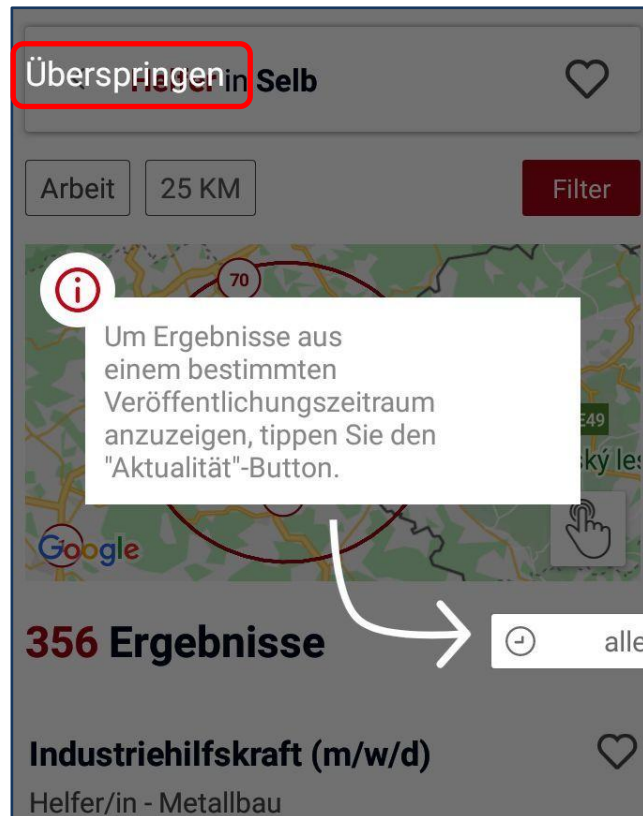 Überspringen
Helfer in Selb
Arbeit
25 KM
Filter
70
Um Ergebnisse aus
einem bestimmten
Veröffentlichungszeitraum
anzuzeigen, tippen Sie den
"Aktualität"-Button.
E49
ský les
Google
356 Ergebnisse
alle
Industriehilfskraft (m/w/d)
Helfer/in - Metallbau